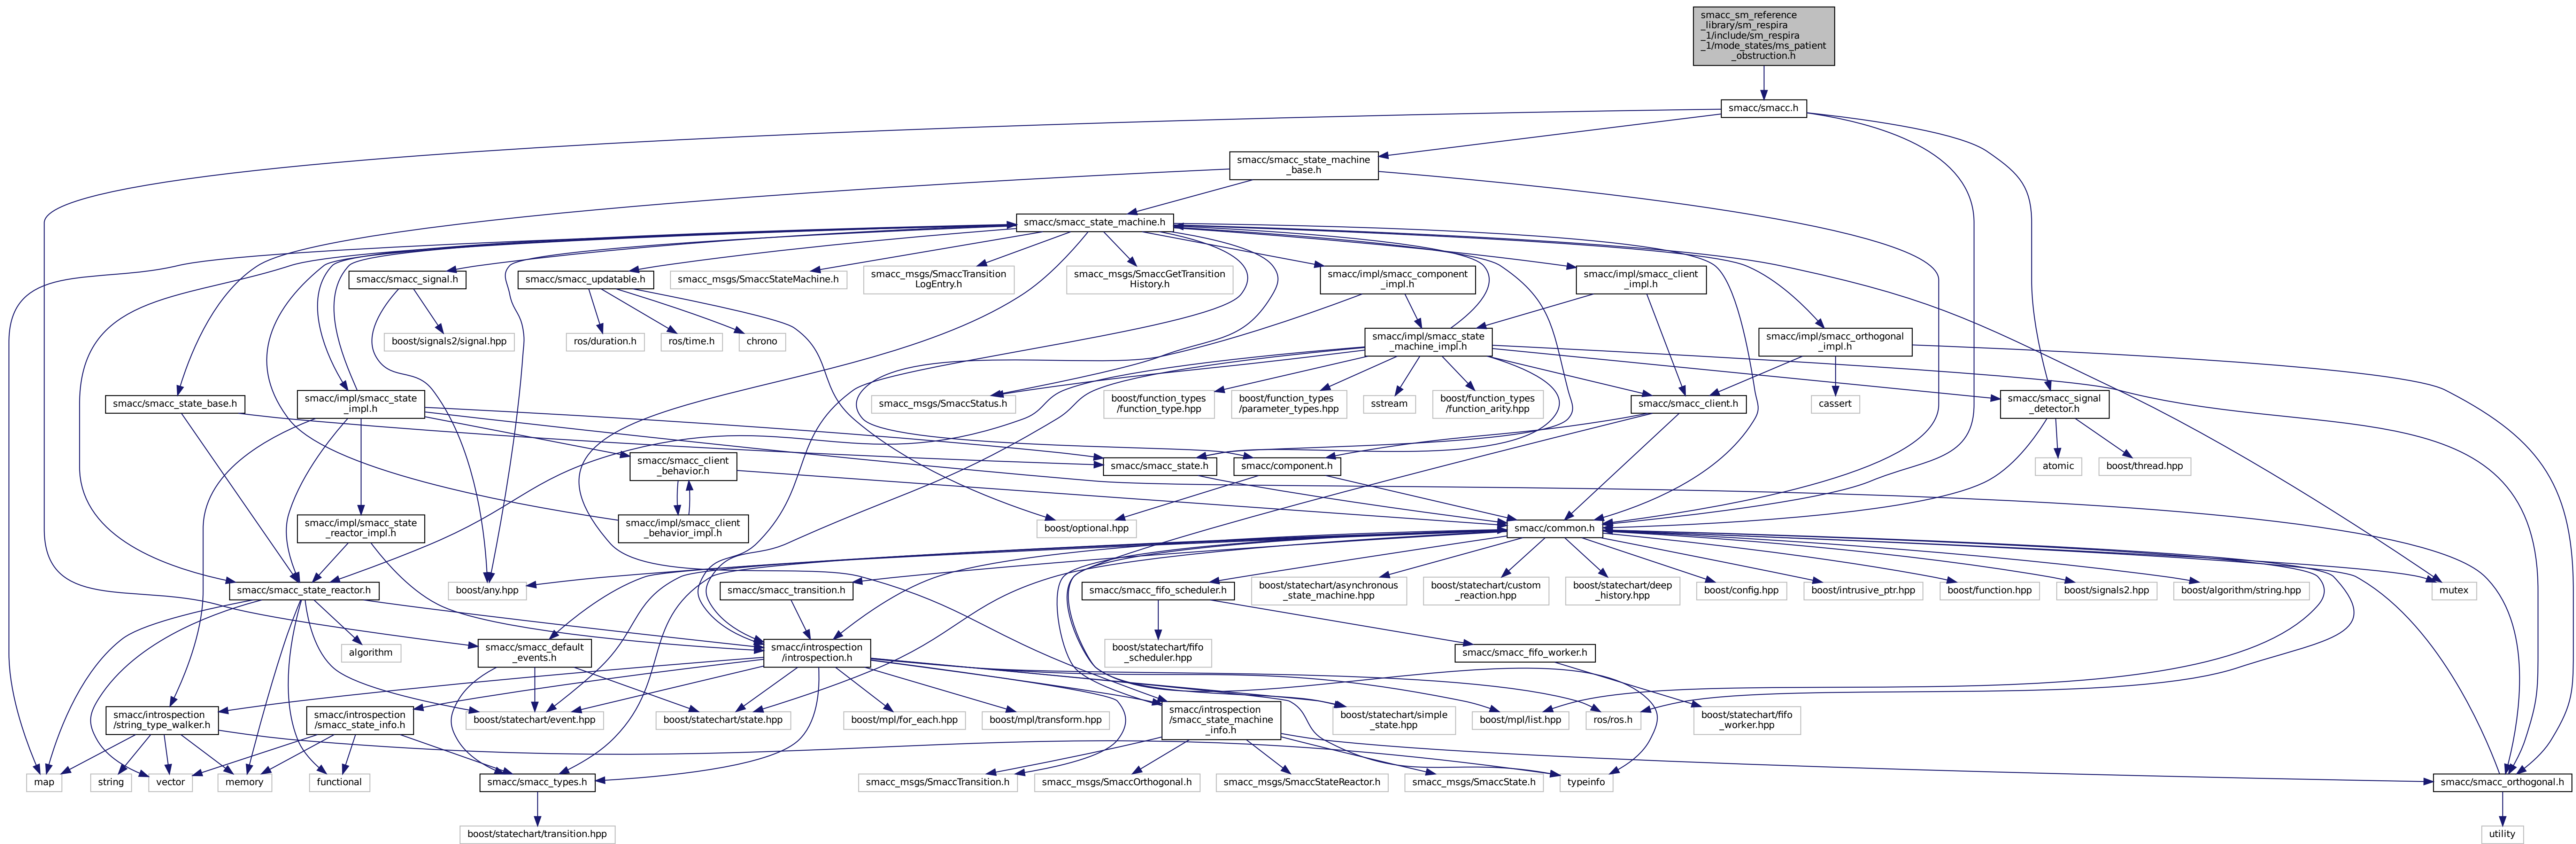 smacc_sm_reference
_library/sm_respira
_1/include/sm_respira
_1/mode_states/ms_patient
_obstruction.h
smacc/smacc.h
smacc/smacc_state_machine
_base.h
smacc/smacc_state_machine.h
smacc/smacc_signal.h
smacc/smacc_updatable.h
smacc_msgs/SmaccStateMachine.h
smacc_msgs/SmaccTransition
LogEntry.h
smacc_msgs/SmaccGetTransition
History.h
smacc/impl/smacc_component
_impl.h
smacc/impl/smacc_client
_impl.h
boost/signals2/signal.hpp
ros/duration.h
ros/time.h
chrono
smacc/impl/smacc_state
_machine_impl.h
smacc/impl/smacc_orthogonal
_impl.h
smacc/smacc_state_base.h
smacc/impl/smacc_state
_impl.h
smacc_msgs/SmaccStatus.h
boost/function_types
/function_type.hpp
boost/function_types
/parameter_types.hpp
sstream
boost/function_types
/function_arity.hpp
smacc/smacc_client.h
cassert
smacc/smacc_signal
_detector.h
smacc/smacc_client
_behavior.h
smacc/smacc_state.h
smacc/component.h
atomic
boost/thread.hpp
smacc/impl/smacc_state
_reactor_impl.h
smacc/impl/smacc_client
_behavior_impl.h
boost/optional.hpp
smacc/common.h
smacc/smacc_state_reactor.h
boost/any.hpp
smacc/smacc_transition.h
smacc/smacc_fifo_scheduler.h
boost/statechart/asynchronous
_state_machine.hpp
boost/statechart/custom
_reaction.hpp
boost/statechart/deep
_history.hpp
boost/config.hpp
boost/intrusive_ptr.hpp
boost/function.hpp
boost/signals2.hpp
boost/algorithm/string.hpp
mutex
algorithm
smacc/smacc_default
_events.h
smacc/introspection
/introspection.h
boost/statechart/fifo
_scheduler.hpp
smacc/smacc_fifo_worker.h
smacc/introspection
/string_type_walker.h
smacc/introspection
/smacc_state_info.h
boost/statechart/event.hpp
boost/statechart/state.hpp
boost/mpl/for_each.hpp
boost/mpl/transform.hpp
smacc/introspection
/smacc_state_machine
_info.h
boost/statechart/simple
_state.hpp
boost/mpl/list.hpp
ros/ros.h
boost/statechart/fifo
_worker.hpp
map
string
vector
memory
functional
smacc/smacc_types.h
smacc_msgs/SmaccTransition.h
smacc_msgs/SmaccOrthogonal.h
smacc_msgs/SmaccStateReactor.h
smacc_msgs/SmaccState.h
typeinfo
smacc/smacc_orthogonal.h
boost/statechart/transition.hpp
utility